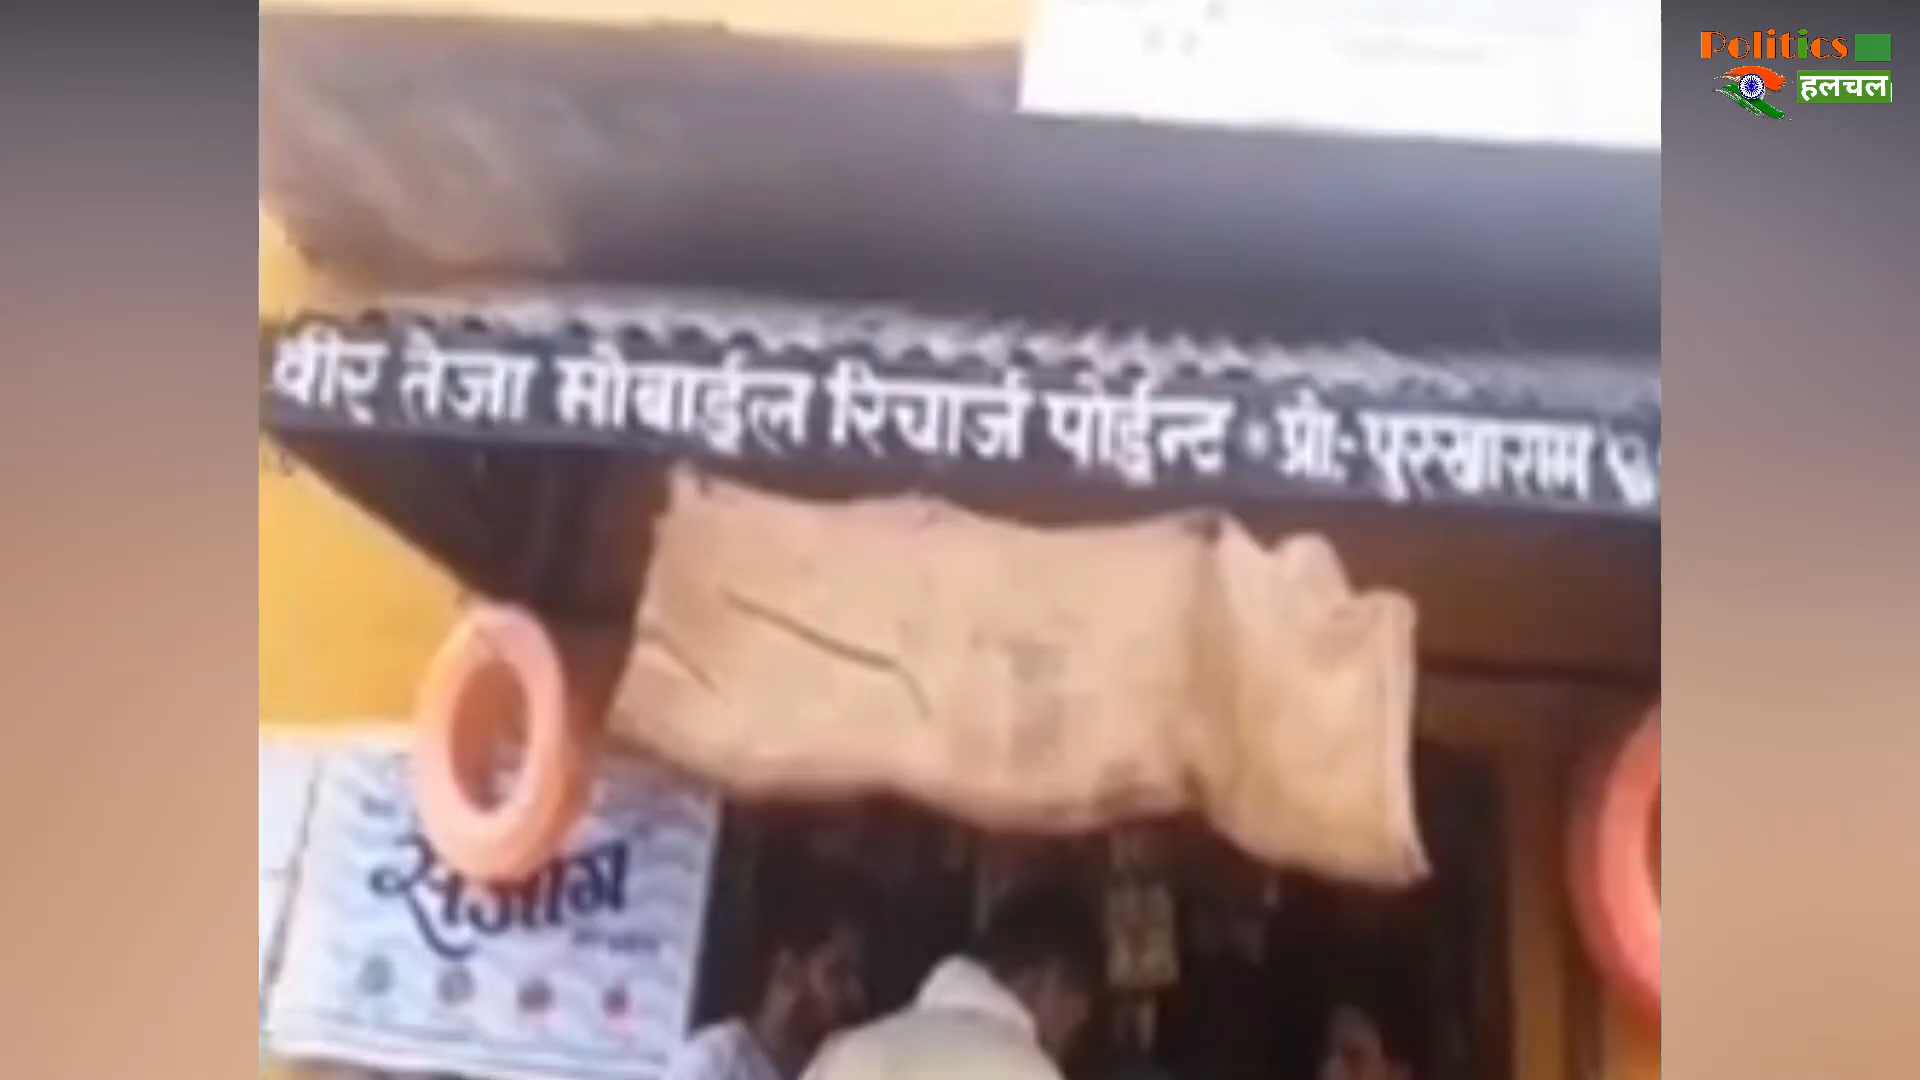 Politics
हलचल
वीर तेजा मोबाईल रिचार्ज पोईन्ट • प्रो:- पुरखाराम